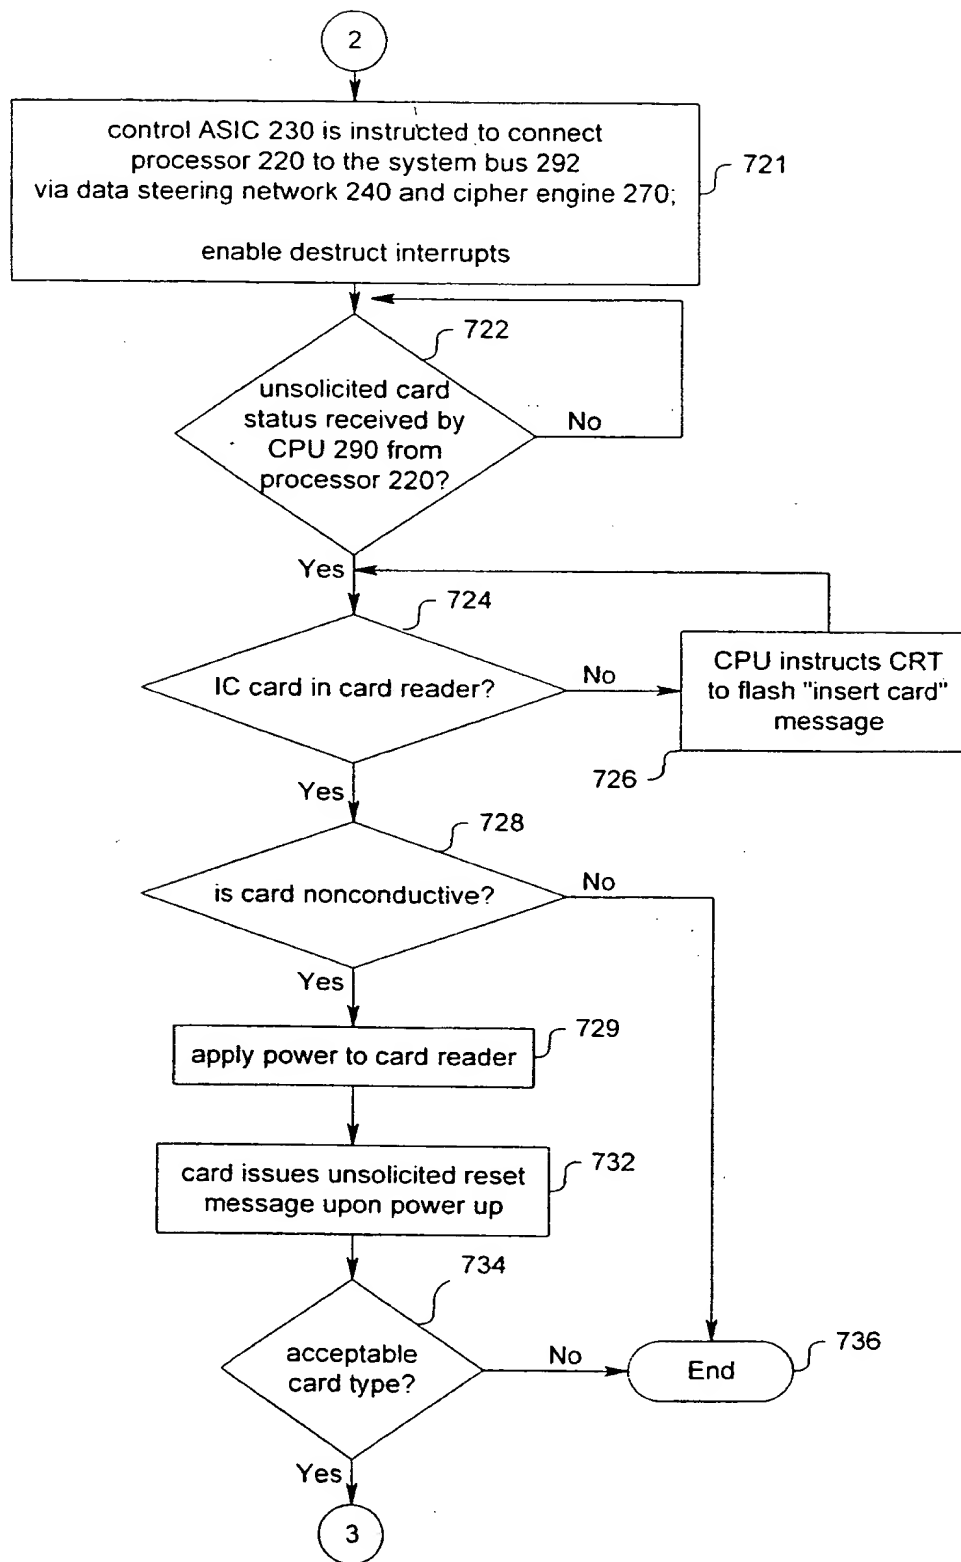 2
control ASIC 230 is instructed to connect
processor 220 to the system bus 292
via data steering network 240 and cipher engine 270;
enable destruct interrupts
721
722
unsolicited card
status received by
CPU 290 from
processor 220?
No
Yes
724
IC card in card reader?
No
CPU instructs CRT
to flash "insert card"
message
726
Yes
728
is card nonconductive?
No
Yes
729
apply power to card reader
card issues unsolicited reset
message upon power up
732
734
acceptable
card type?
No
End
736
Yes
3